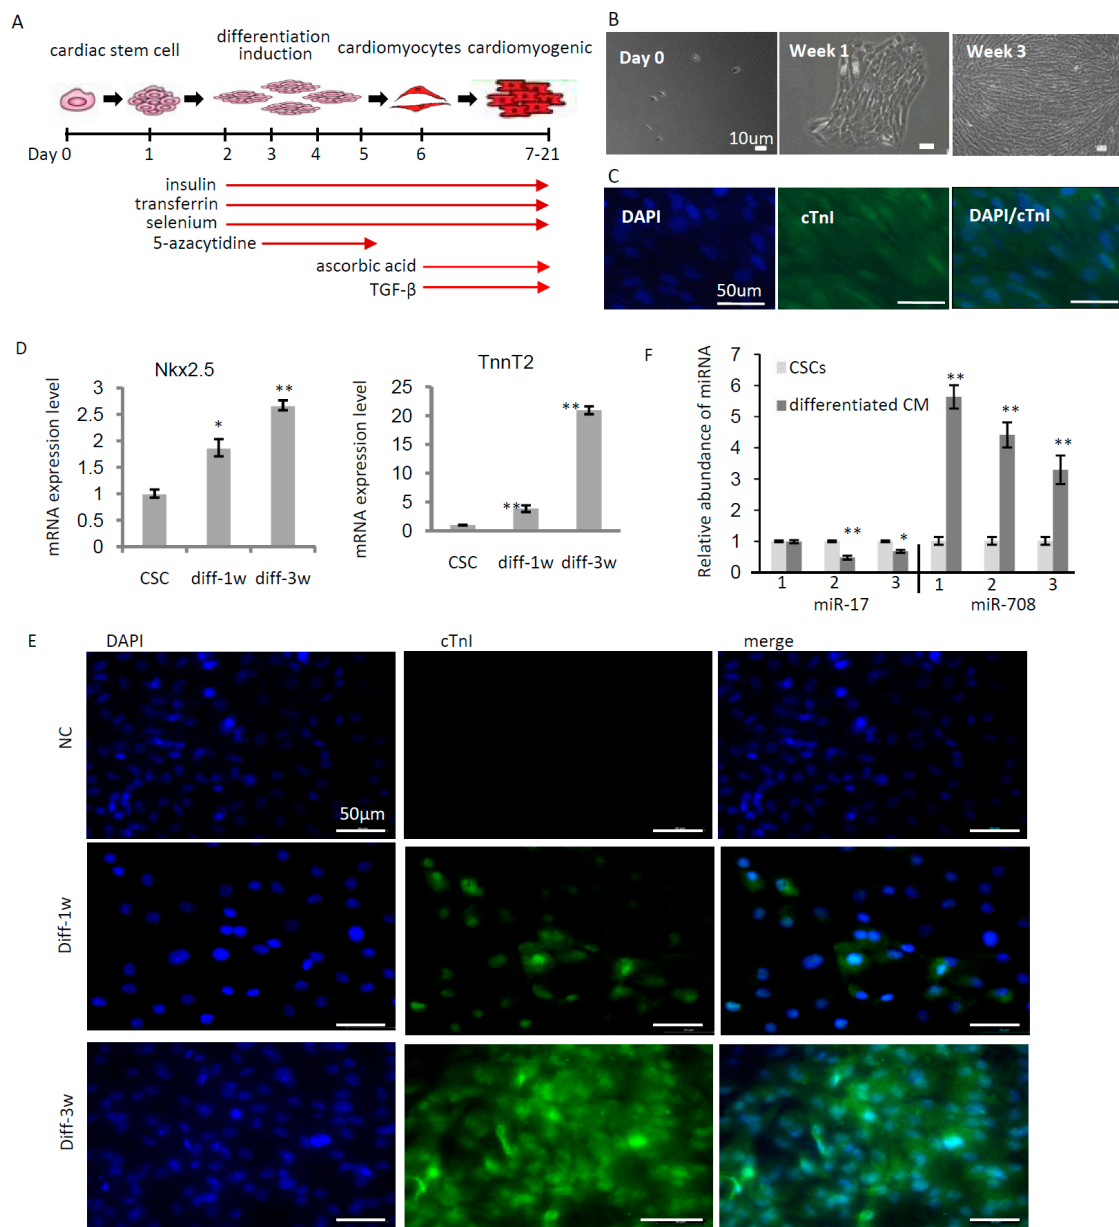 A
cardiac stem cell
differentiation
induction
cardiomyocytes
cardiomyogenic
Day 0 1 2 3 4 5 6 7-21
insulin
transferrin
selenium
5-azacytidine
ascorbic acid
TGF-β
B
Day 0
10um
Week 1
Week 3
C
DAPI
50um
cTnI
DAPI/cTnI
D
Nkx2.5
mRNA expression level
3
2.5
2
1.5
1
0.5
0
*
**
CSC diff-1w diff-3w
TnnT2
mRNA expression level
25
20
15
10
5
0
**
**
CSC diff-1w diff-3w
F
Relative abundance of miRNA
7
6
5
4
3
2
1
0
CSCs
differentiated CM
**
*
**
**
**
1 2 3 1 2 3
miR-17 miR-708
E
DAPI cTnI merge
NC
50µm
Diff-1w
Diff-3w